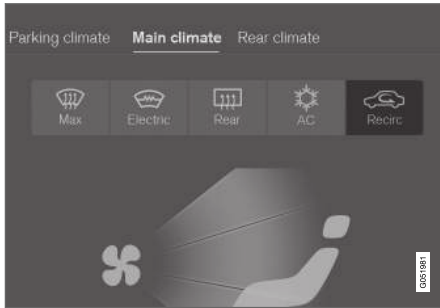 Parking climate Main climate Rear climate
Max Electric Rear AC Recirc
G051981